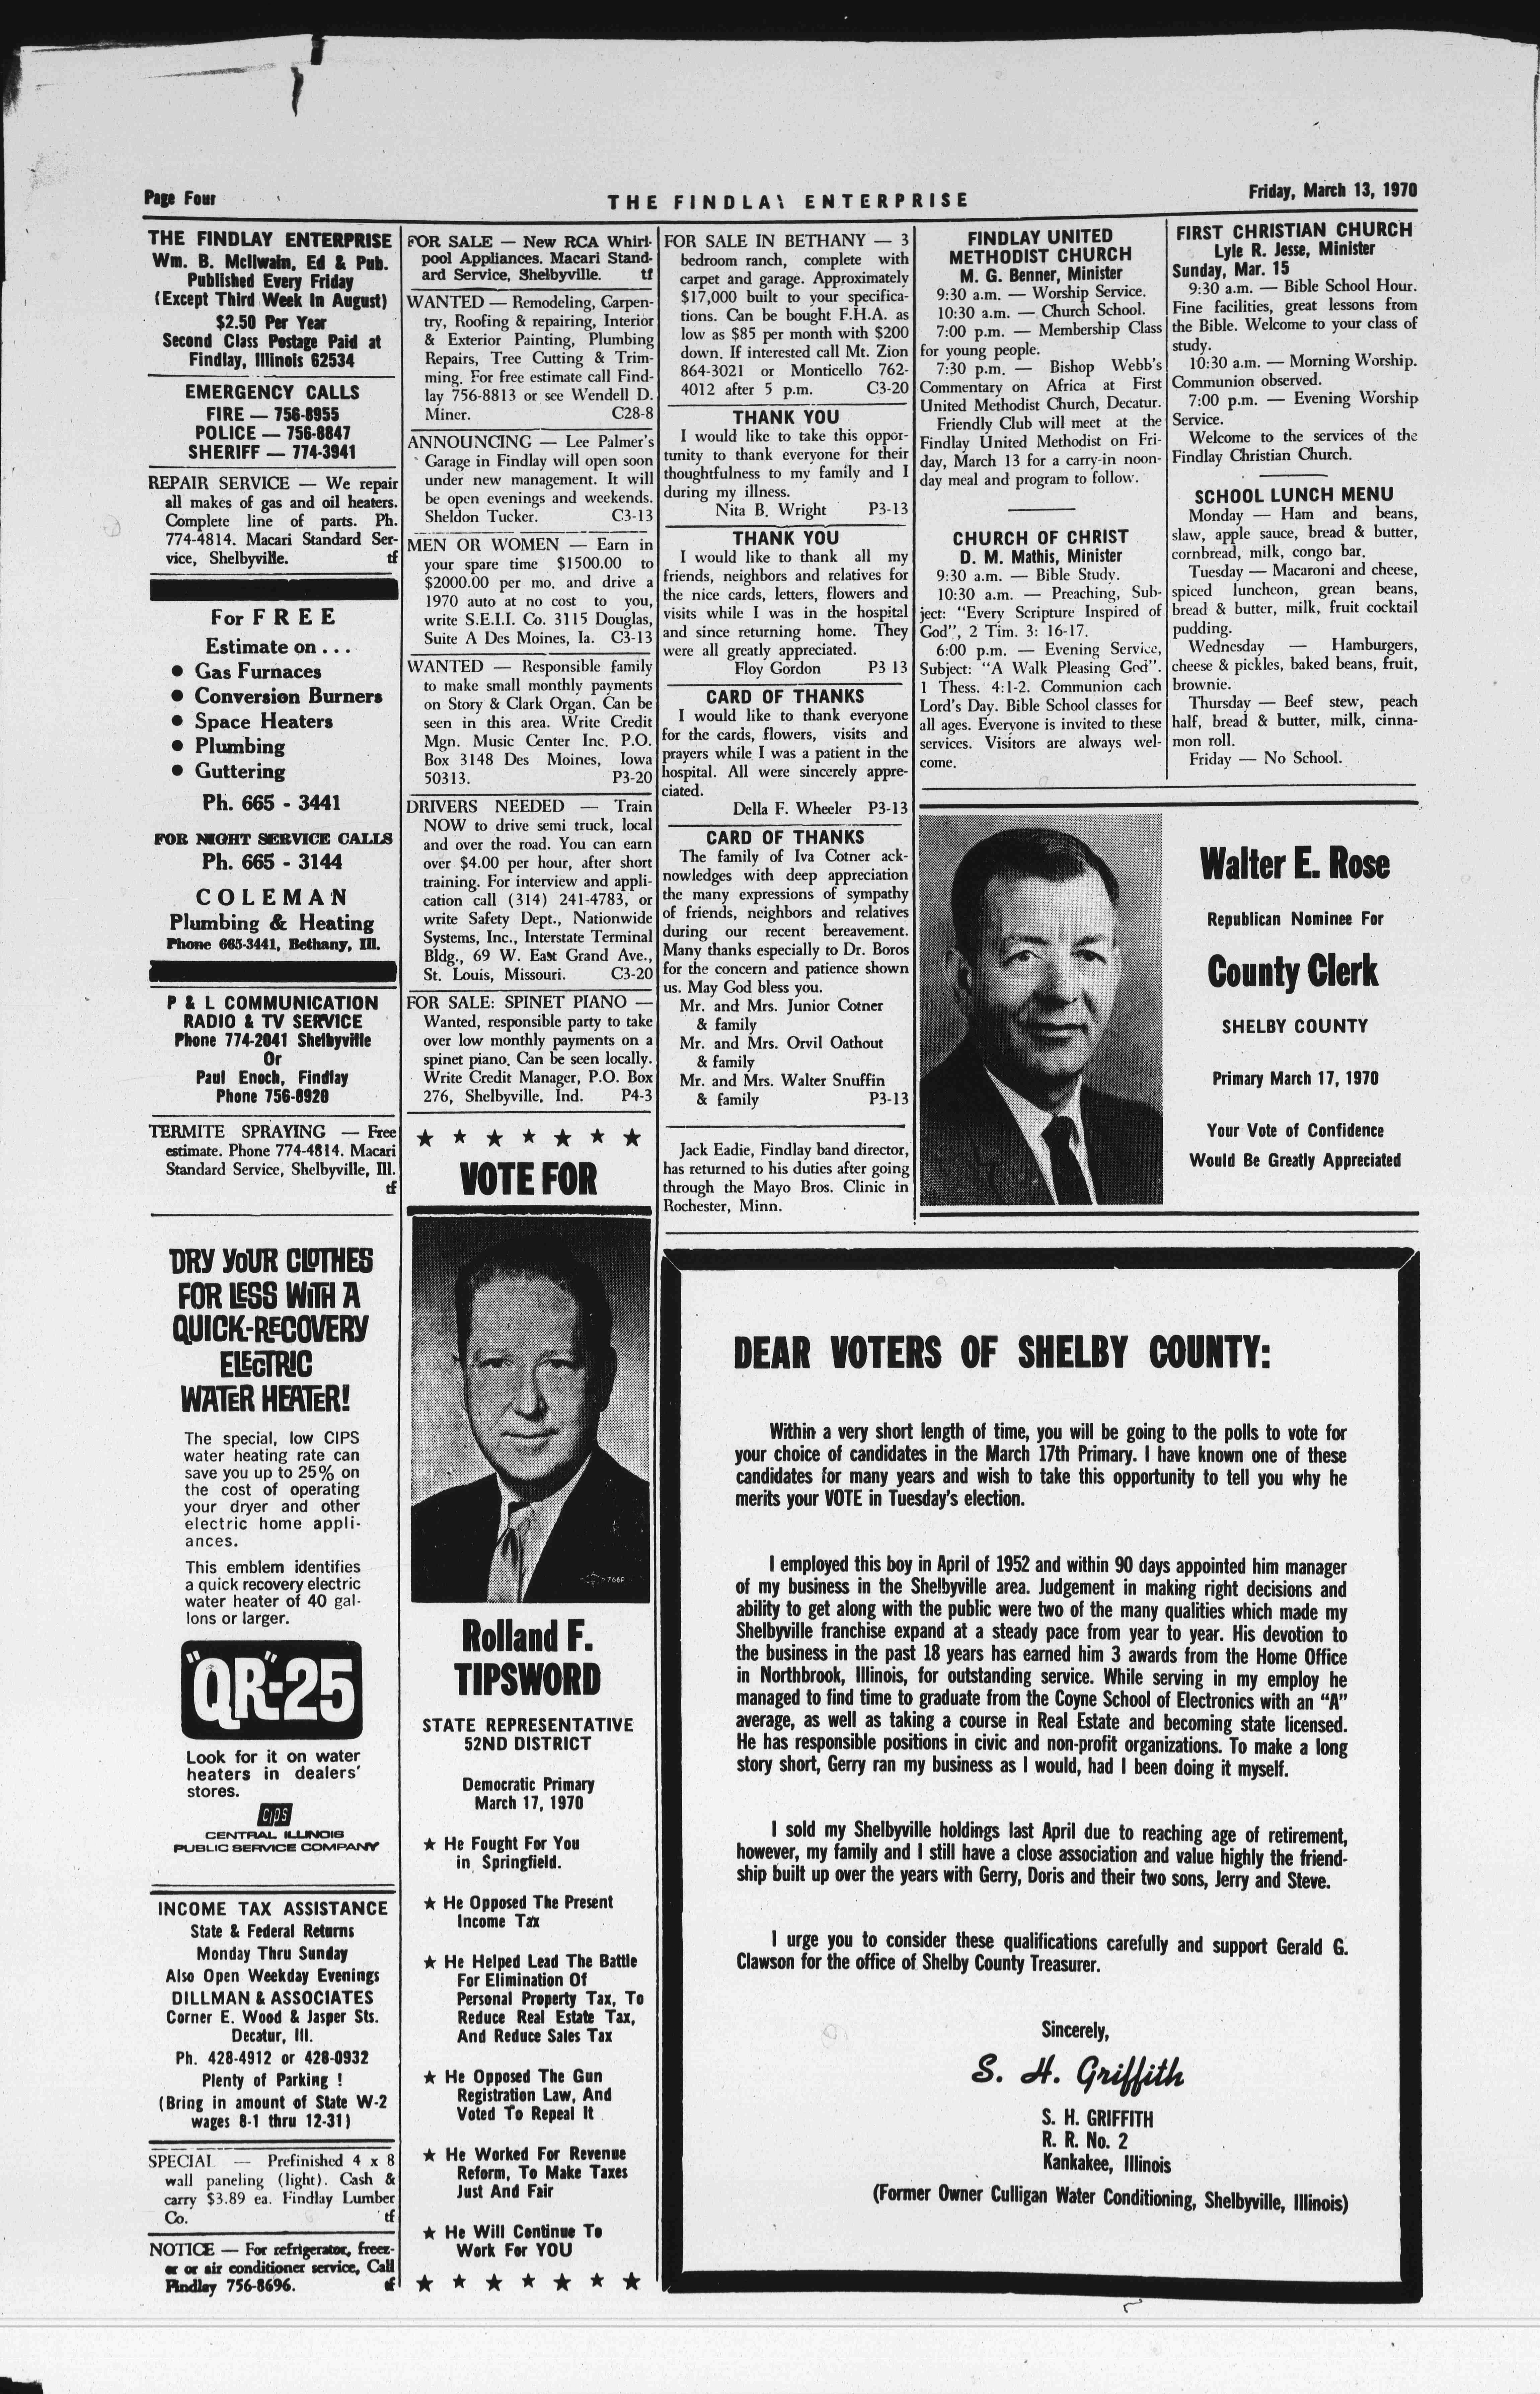 Page Four
THE FINDLAY ENTERPRISE
Friday, March 13, 1970
THE FINDLAY ENTERPRISE
Wm. B. McIlwain, Ed & Pub.
Published Every Friday
(Except Third Week In August)
$2.50 Per Year
Second Class Postage Paid at
Findlay, Illinois 62534
EMERGENCY CALLS
FIRE — 756-8955
POLICE — 756-8847
SHERIFF — 774-3941
REPAIR SERVICE — We repair
all makes of gas and oil heaters.
Complete line of parts. Ph.
774-4814. Macari Standard Ser-
vice, Shelbyville. tf
For FREE
Estimate on . . .
● Gas Furnaces
● Conversion Burners
● Space Heaters
● Plumbing
● Guttering
Ph. 665 - 3441
FOR NIGHT SERVICE CALLS
Ph. 665 - 3144
COLEMAN
Plumbing & Heating
Phone 665-3441, Bethany, Ill.
P & L COMMUNICATION
RADIO & TV SERVICE
Phone 774-2041 Shelbyville
Or
Paul Enoch, Findlay
Phone 756-8920
TERMITE SPRAYING — Free
estimate. Phone 774-4814. Macari
Standard Service, Shelbyville, Ill.
tf
DRY YOUR CLOTHES
FOR LESS WITH A
QUICK-RECOVERY
ELECTRIC
WATER HEATER!
The special, low CIPS
water heating rate can
save you up to 25% on
the cost of operating
your dryer and other
electric home appli-
ances.
This emblem identifies
a quick recovery electric
water heater of 40 gal-
lons or larger.
"QR"-25
Look for it on water
heaters in dealers'
stores.
CIPS
CENTRAL ILLINOIS
PUBLIC SERVICE COMPANY
INCOME TAX ASSISTANCE
State & Federal Returns
Monday Thru Sunday
Also Open Weekday Evenings
DILLMAN & ASSOCIATES
Corner E. Wood & Jasper Sts.
Decatur, Ill.
Ph. 428-4912 or 428-0932
Plenty of Parking !
(Bring in amount of State W-2
wages 8-1 thru 12-31)
SPECIAL — Prefinished 4 x 8
wall paneling (light). Cash &
carry $3.89 ea. Findlay Lumber
Co. tf
NOTICE — For refrigerator, freez-
er or air conditioner service, Call
Findlay 756-8696. tf
FOR SALE — New RCA Whirl-
pool Appliances. Macari Stand-
ard Service, Shelbyville. tf
WANTED — Remodeling, Carpen-
try, Roofing & repairing, Interior
& Exterior Painting, Plumbing
Repairs, Tree Cutting & Trim-
ming. For free estimate call Find-
lay 756-8813 or see Wendell D.
Miner. C28-8
ANNOUNCING — Lee Palmer's
Garage in Findlay will open soon
under new management. It will
be open evenings and weekends.
Sheldon Tucker. C3-13
MEN OR WOMEN — Earn in
your spare time $1500.00 to
$2000.00 per mo. and drive a
1970 auto at no cost to you,
write S.E.I.I. Co. 3115 Douglas,
Suite A Des Moines, Ia. C3-13
WANTED — Responsible family
to make small monthly payments
on Story & Clark Organ. Can be
seen in this area. Write Credit
Mgn. Music Center Inc. P.O.
Box 3148 Des Moines, Iowa
50313. P3-20
DRIVERS NEEDED — Train
NOW to drive semi truck, local
and over the road. You can earn
over $4.00 per hour, after short
training. For interview and appli-
cation call (314) 241-4783, or
write Safety Dept., Nationwide
Systems, Inc., Interstate Terminal
Bldg., 69 W. East Grand Ave.,
St. Louis, Missouri. C3-20
FOR SALE: SPINET PIANO —
Wanted, responsible party to take
over low monthly payments on a
spinet piano. Can be seen locally.
Write Credit Manager, P.O. Box
276, Shelbyville, Ind. P4-3
★ ★ ★ ★ ★ ★ ★
VOTE FOR
7669
Rolland F.
TIPSWORD
STATE REPRESENTATIVE
52ND DISTRICT
Democratic Primary
March 17, 1970
★ He Fought For You
in Springfield.
★ He Opposed The Present
Income Tax
★ He Helped Lead The Battle
For Elimination Of
Personal Property Tax, To
Reduce Real Estate Tax,
And Reduce Sales Tax
★ He Opposed The Gun
Registration Law, And
Voted To Repeal It
★ He Worked For Revenue
Reform, To Make Taxes
Just And Fair
★ He Will Continue To
Work For YOU
★ ★ ★ ★ ★ ★ ★
FOR SALE IN BETHANY — 3
bedroom ranch, complete with
carpet and garage. Approximately
$17,000 built to your specifica-
tions. Can be bought F.H.A. as
low as $85 per month with $200
down. If interested call Mt. Zion
864-3021 or Monticello 762-
4012 after 5 p.m. C3-20
THANK YOU
I would like to take this oppor-
tunity to thank everyone for their
thoughtfulness to my family and I
during my illness.
Nita B. Wright P3-13
THANK YOU
I would like to thank all my
friends, neighbors and relatives for
the nice cards, letters, flowers and
visits while I was in the hospital
and since returning home. They
were all greatly appreciated.
Floy Gordon P3 13
CARD OF THANKS
I would like to thank everyone
for the cards, flowers, visits and
prayers while I was a patient in the
hospital. All were sincerely appre-
ciated.
Della F. Wheeler P3-13
CARD OF THANKS
The family of Iva Cotner ack-
nowledges with deep appreciation
the many expressions of sympathy
of friends, neighbors and relatives
during our recent bereavement.
Many thanks especially to Dr. Boros
for the concern and patience shown
us. May God bless you.
Mr. and Mrs. Junior Cotner
& family
Mr. and Mrs. Orvil Oathout
& family
Mr. and Mrs. Walter Snuffin
& family P3-13
Jack Eadie, Findlay band director,
has returned to his duties after going
through the Mayo Bros. Clinic in
Rochester, Minn.
FINDLAY UNITED
METHODIST CHURCH
M. G. Benner, Minister
9:30 a.m. — Worship Service.
10:30 a.m. — Church School.
7:00 p.m. — Membership Class
for young people.
7:30 p.m. — Bishop Webb's
Commentary on Africa at First
United Methodist Church, Decatur.
Friendly Club will meet at the
Findlay United Methodist on Fri-
day, March 13 for a carry-in noon-
day meal and program to follow.
CHURCH OF CHRIST
D. M. Mathis, Minister
9:30 a.m. — Bible Study.
10:30 a.m. — Preaching, Sub-
ject: "Every Scripture Inspired of
God", 2 Tim. 3: 16-17.
6:00 p.m. — Evening Service,
Subject: "A Walk Pleasing God".
1 Thess. 4:1-2. Communion each
Lord's Day. Bible School classes for
all ages. Everyone is invited to these
services. Visitors are always wel-
come.
FIRST CHRISTIAN CHURCH
Lyle R. Jesse, Minister
Sunday, Mar. 15
9:30 a.m. — Bible School Hour.
Fine facilities, great lessons from
the Bible. Welcome to your class of
study.
10:30 a.m. — Morning Worship.
Communion observed.
7:00 p.m. — Evening Worship
Service.
Welcome to the services of the
Findlay Christian Church.
SCHOOL LUNCH MENU
Monday — Ham and beans,
slaw, apple sauce, bread & butter,
cornbread, milk, congo bar.
Tuesday — Macaroni and cheese,
spiced luncheon, grean beans,
bread & butter, milk, fruit cocktail
pudding.
Wednesday — Hamburgers,
cheese & pickles, baked beans, fruit,
brownie.
Thursday — Beef stew, peach
half, bread & butter, milk, cinna-
mon roll.
Friday — No School.
Walter E. Rose
Republican Nominee For
County Clerk
SHELBY COUNTY
Primary March 17, 1970
Your Vote of Confidence
Would Be Greatly Appreciated
DEAR VOTERS OF SHELBY COUNTY:
Within a very short length of time, you will be going to the polls to vote for
your choice of candidates in the March 17th Primary. I have known one of these
candidates for many years and wish to take this opportunity to tell you why he
merits your VOTE in Tuesday's election.
I employed this boy in April of 1952 and within 90 days appointed him manager
of my business in the Shelbyville area. Judgement in making right decisions and
ability to get along with the public were two of the many qualities which made my
Shelbyville franchise expand at a steady pace from year to year. His devotion to
the business in the past 18 years has earned him 3 awards from the Home Office
in Northbrook, Illinois, for outstanding service. While serving in my employ he
managed to find time to graduate from the Coyne School of Electronics with an "A"
average, as well as taking a course in Real Estate and becoming state licensed.
He has responsible positions in civic and non-profit organizations. To make a long
story short, Gerry ran my business as I would, had I been doing it myself.
I sold my Shelbyville holdings last April due to reaching age of retirement,
however, my family and I still have a close association and value highly the friend-
ship built up over the years with Gerry, Doris and their two sons, Jerry and Steve.
I urge you to consider these qualifications carefully and support Gerald G.
Clawson for the office of Shelby County Treasurer.
Sincerely,
S. H. Griffith
S. H. GRIFFITH
R. R. No. 2
Kankakee, Illinois
(Former Owner Culligan Water Conditioning, Shelbyville, Illinois)